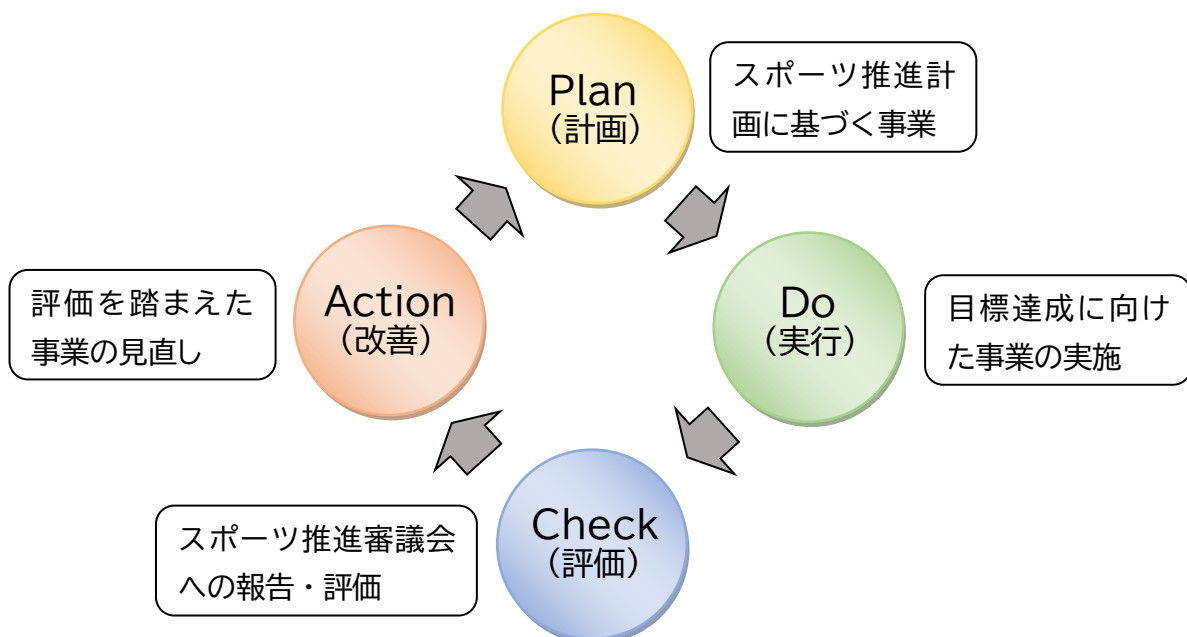 Plan
（計画）
スポーツ推進計
画に基づく事業
Do
（実行）
目標達成に向け
た事業の実施
Check
（評価）
スポーツ推進審議会
への報告・評価
Action
（改善）
評価を踏まえた
事業の見直し